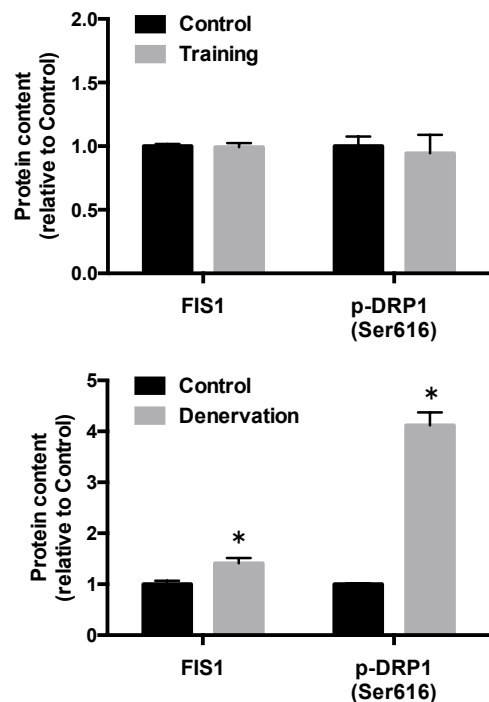 Control
Training
Protein content
(relative to Control)
2.0
1.5
1.0
0.5
0.0
FIS1
p-DRP1
(Ser616)
Control
Denervation
Protein content
(relative to Control)
5
4
3
2
1
0
*
*
FIS1
p-DRP1
(Ser616)